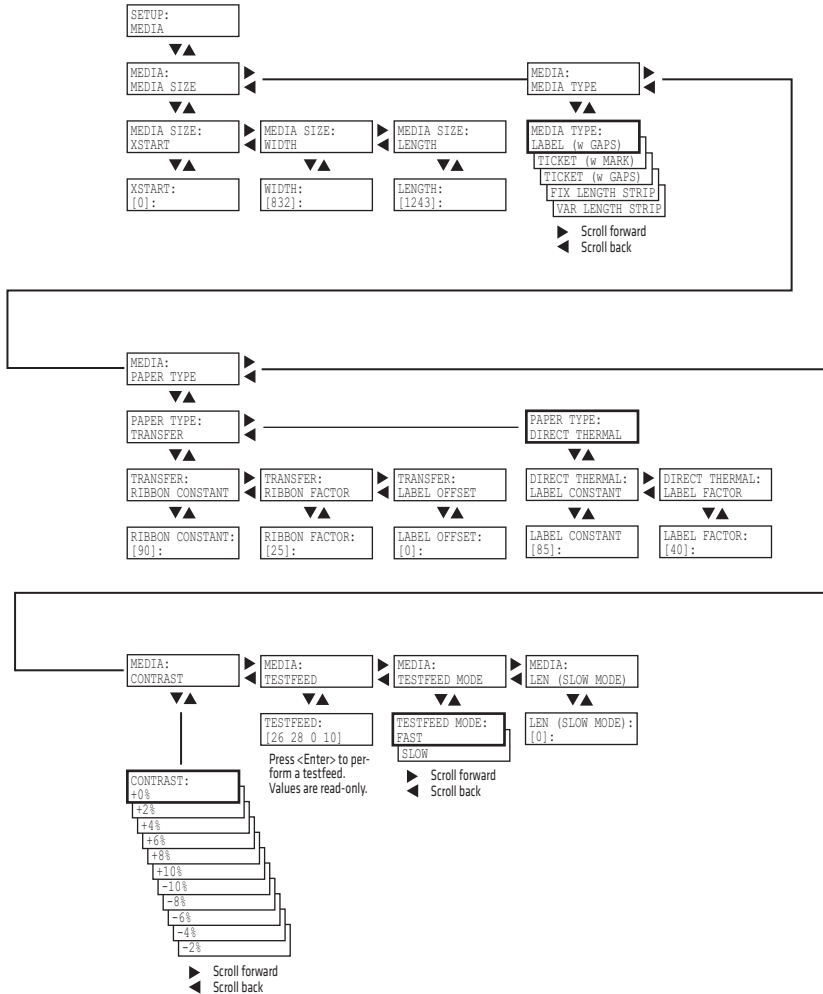 SETUP:
MEDIA
MEDIA:
MEDIA SIZE
MEDIA:
MEDIA TYPE
MEDIA SIZE:
XSTART
MEDIA SIZE:
WIDTH
MEDIA SIZE:
LENGTH
MEDIA TYPE:
LABEL (w GAPS)
TICKET (w MARK)
TICKET (w GAPS)
FIX LENGTH STRIP
VAR LENGTH STRIP
XSTART:
[0]:
WIDTH:
[832]:
LENGTH:
[1243]:
Scroll forward
Scroll back
MEDIA:
PAPER TYPE
PAPER TYPE:
TRANSFER
PAPER TYPE:
DIRECT THERMAL
TRANSFER:
RIBBON CONSTANT
TRANSFER:
RIBBON FACTOR
TRANSFER:
LABEL OFFSET
DIRECT THERMAL:
LABEL CONSTANT
DIRECT THERMAL:
LABEL FACTOR
RIBBON CONSTANT:
[90]:
RIBBON FACTOR:
[25]:
LABEL OFFSET:
[0]:
LABEL CONSTANT
[85]:
LABEL FACTOR:
[40]:
MEDIA:
CONTRAST
MEDIA:
TESTFEED
MEDIA:
TESTFEED MODE
MEDIA:
LEN (SLOW MODE)
TESTFEED:
[26 28 0 10]
Press <Enter> to per-
form a testfeed.
Values are read-only.
TESTFEED MODE:
FAST
SLOW
Scroll forward
Scroll back
LEN (SLOW MODE):
[0]:
CONTRAST:
+0%
+2%
+4%
+6%
+8%
+10%
-10%
-8%
-6%
-4%
-2%
Scroll forward
Scroll back